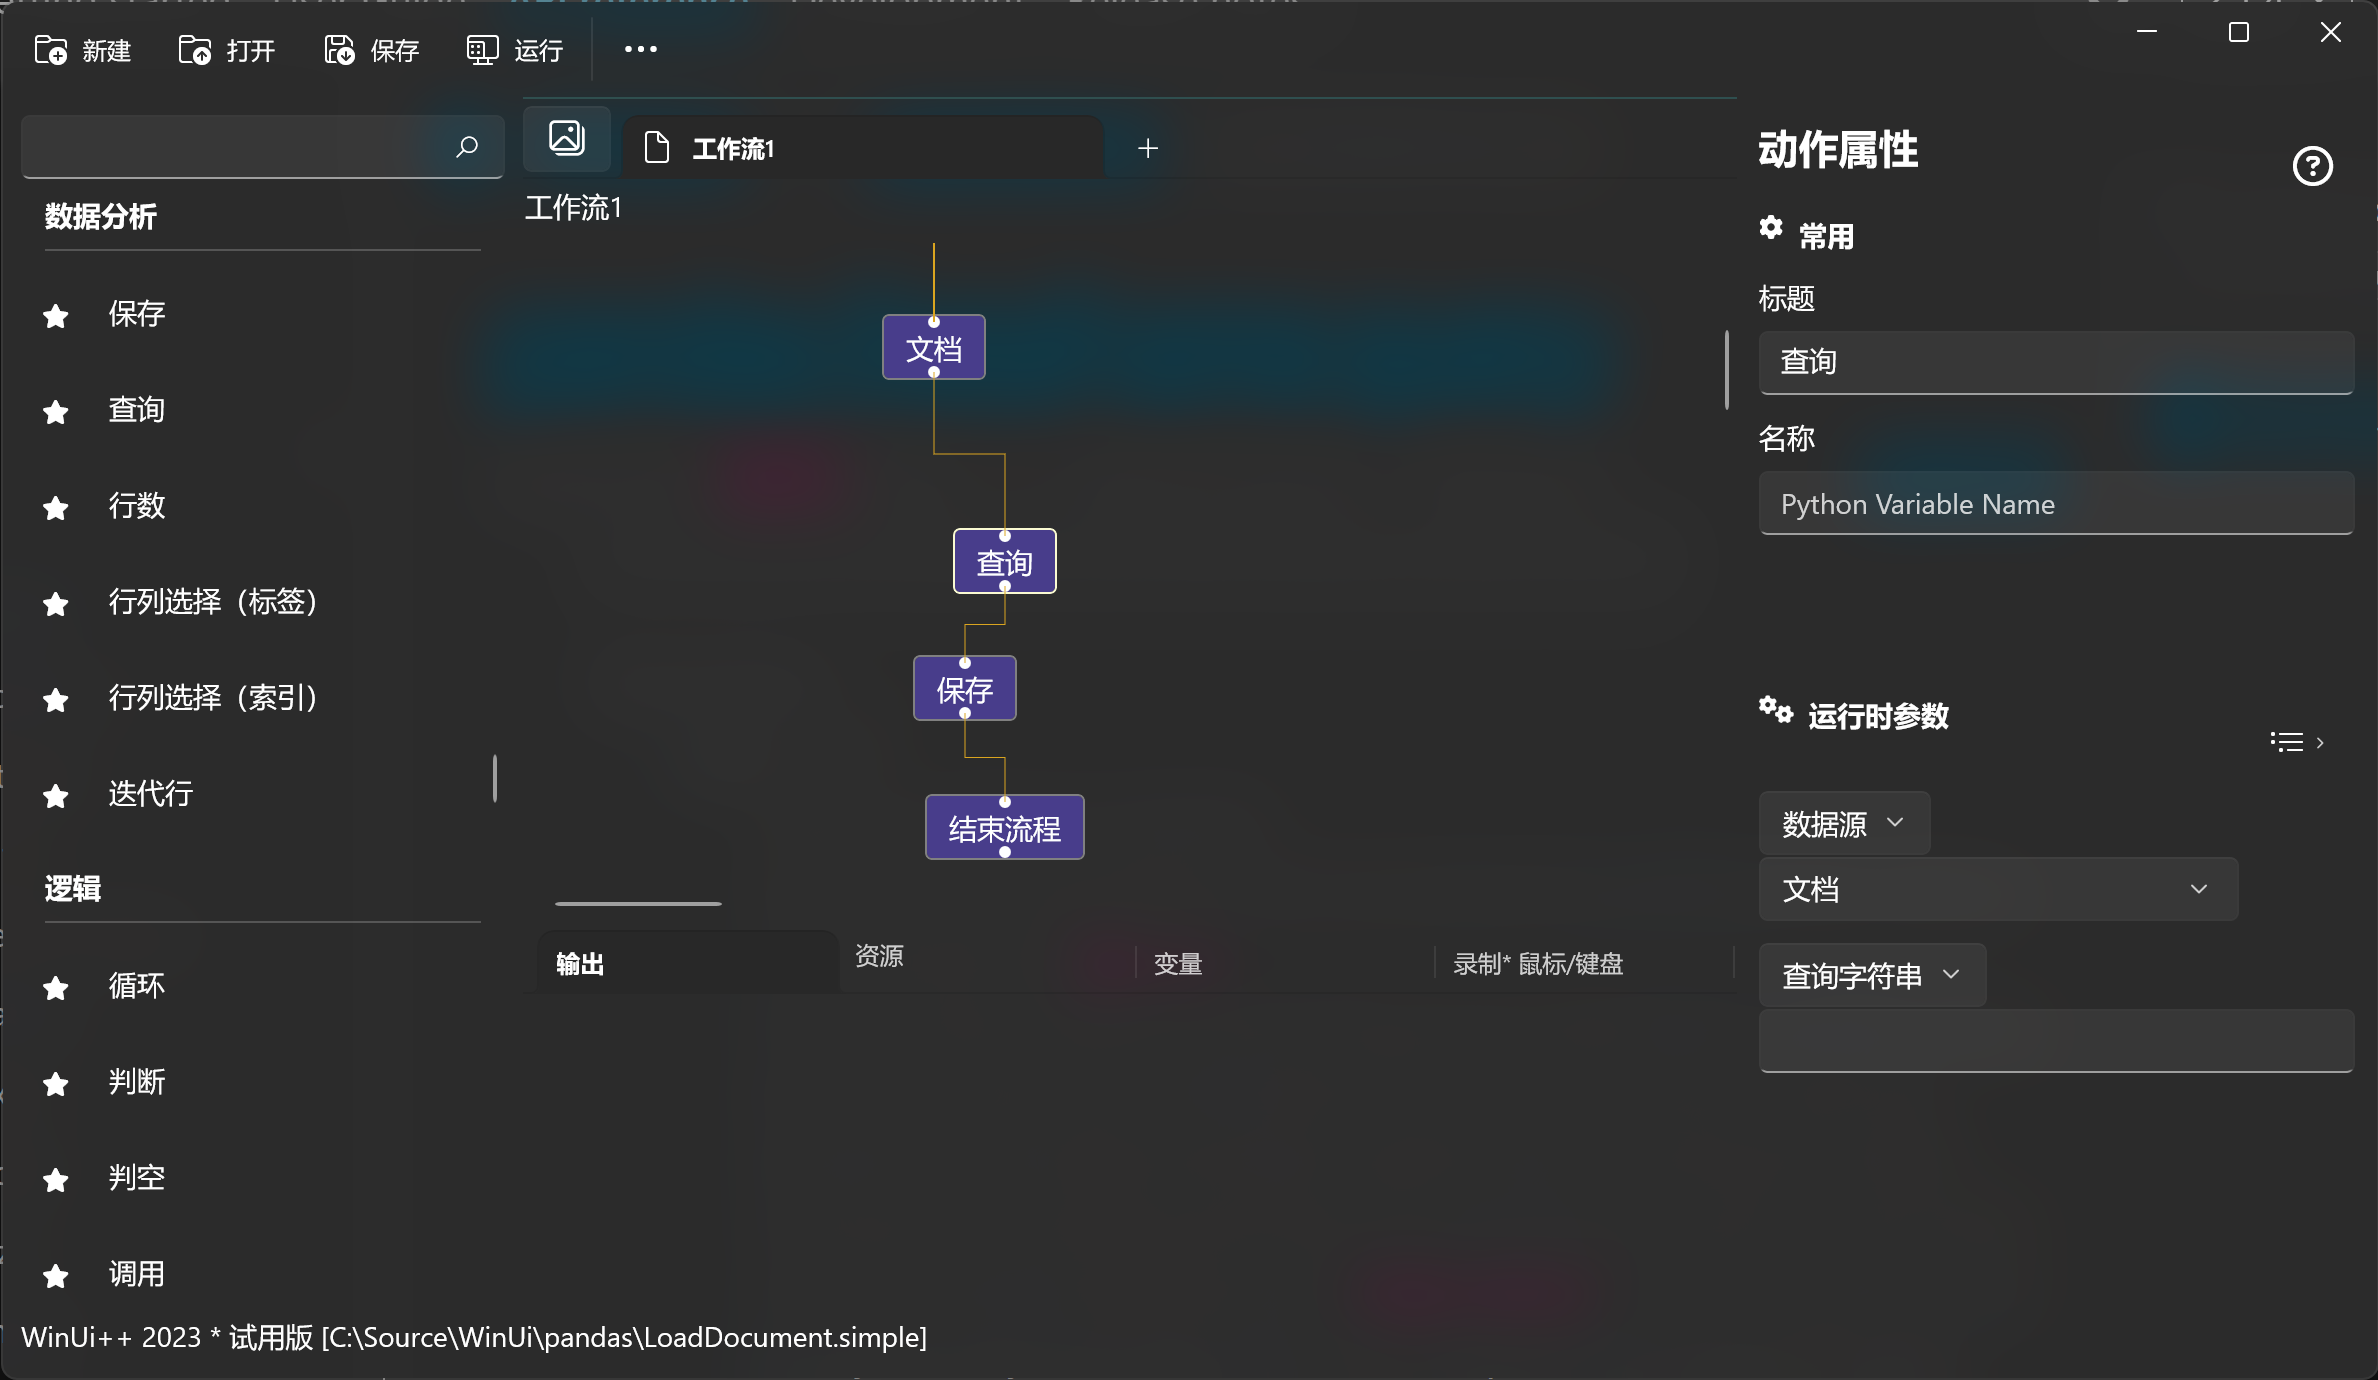 新建
打开
保存
运行
数据分析
保存
查询
行数
行列选择（标签）
行列选择（索引）
迭代行
逻辑
循环
判断
判空
调用
工作流1
工作流1
文档
查询
保存
结束流程
输出
资源
变量
录制* 鼠标/键盘
动作属性
常用
标题
查询
名称
Python Variable Name
运行时参数
数据源
文档
查询字符串
WinUi++ 2023 * 试用版 [C:\Source\WinUi\pandas\LoadDocument.simple]